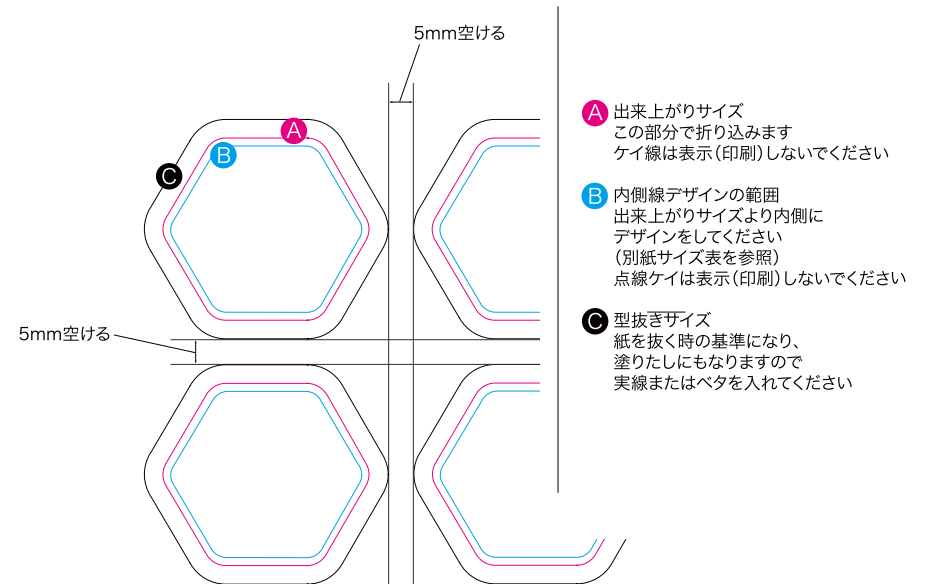 5mm空ける
A 出来上がりサイズ
この部分で折り込みます
ケイ線は表示(印刷)しないでください
B 内側線デザインの範囲
出来上がりサイズより内側に
デザインをしてください
(別紙サイズ表を参照)
点線ケイは表示(印刷)しないでください
C 型抜きサイズ
紙を抜く時の基準になり、
塗りたしにもなりますので
実線またはベタを入れてください
A
B
C
5mm空ける